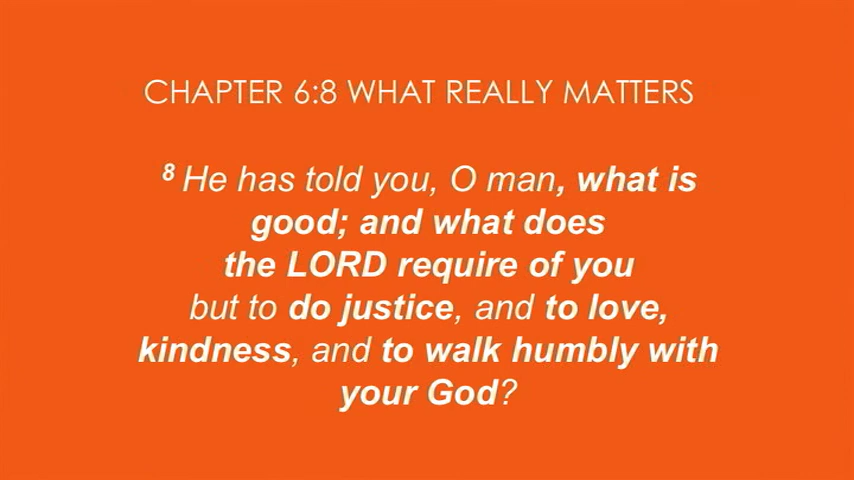 CHAPTER 6:8 WHAT REALLY MATTERS
8 He has told you, O man, what is
good; and what does
the LORD require of you
but to do justice, and to love,
kindness, and to walk humbly with
your God?